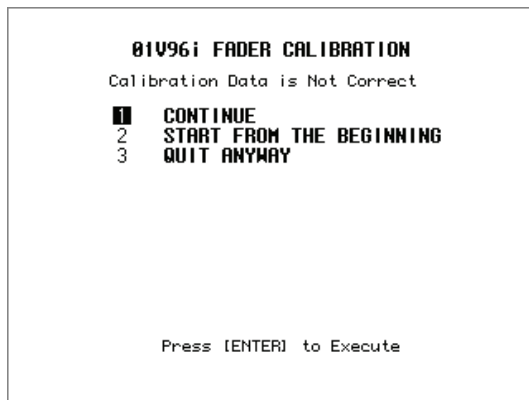 01V96i FADER CALIBRATION
Calibration Data is Not Correct
1 CONTINUE
2 START FROM THE BEGINNING
3 QUIT ANYWAY
Press [ENTER] to Execute